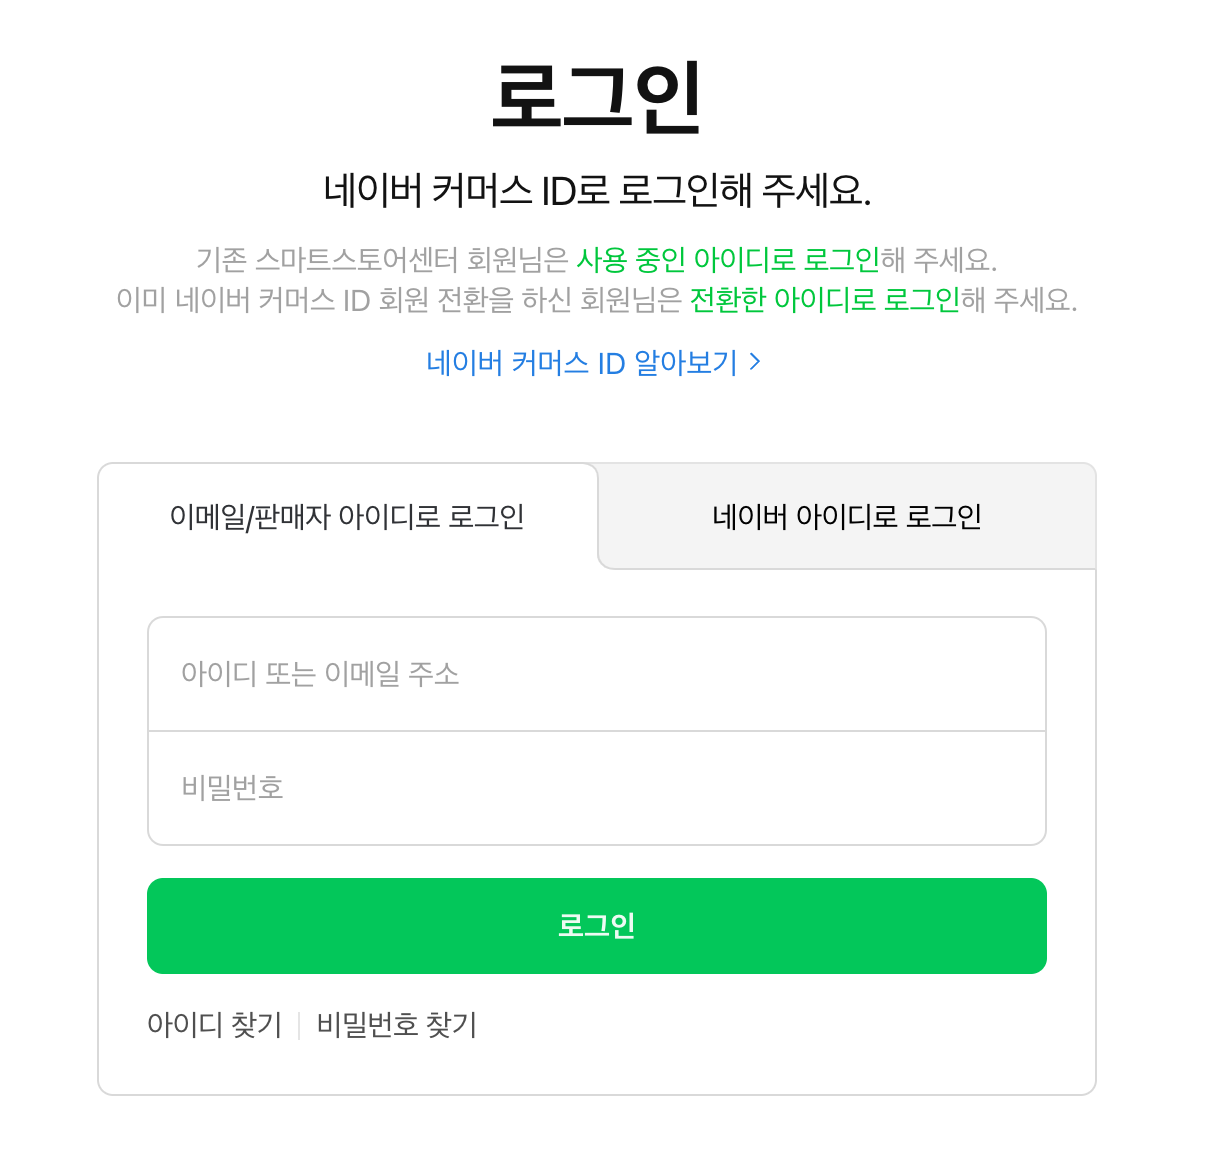 로그인
네이버 커머스 ID로 로그인해 주세요.
기존 스마트스토어센터 회원님은 사용 중인 아이디로 로그인해 주세요.
이미 네이버 커머스 ID 회원 전환을 하신 회원님은 전환한 아이디로 로그인해 주세요.
네이버 커머스 ID 알아보기 >
이메일/판매자 아이디로 로그인
네이버 아이디로 로그인
아이디 또는 이메일 주소
비밀번호
로그인
아이디 찾기 | 비밀번호 찾기